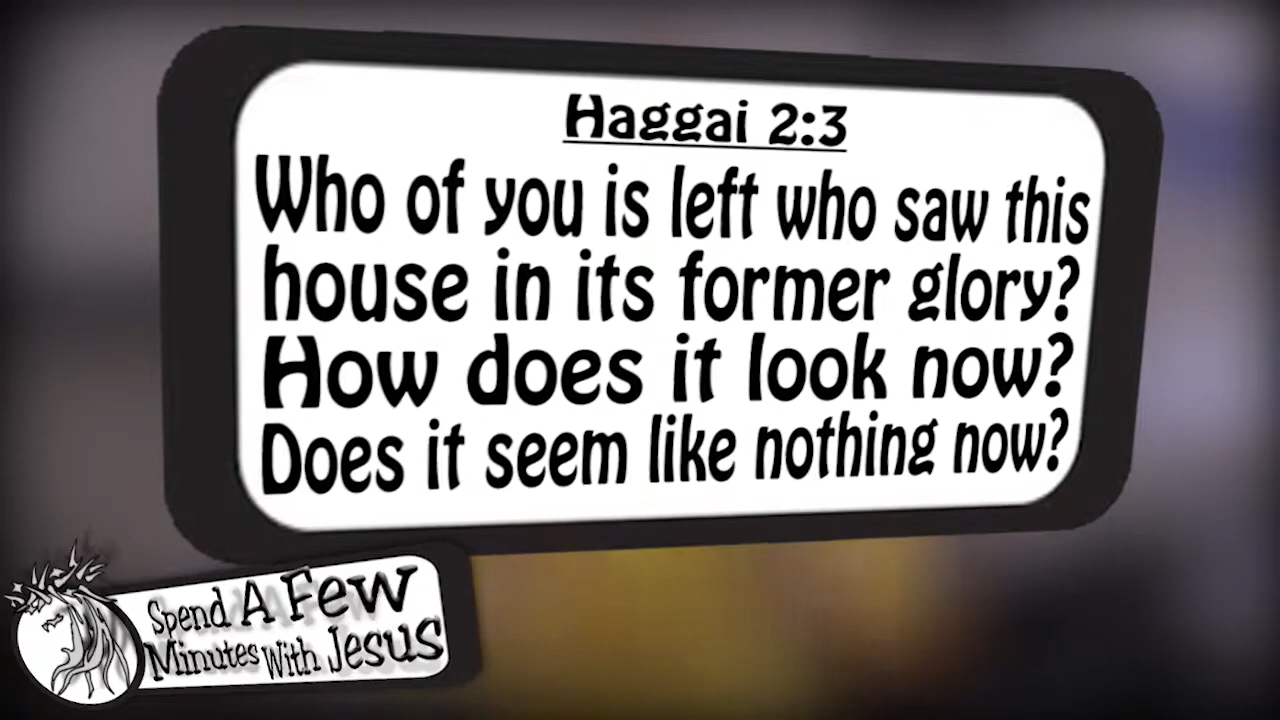 Haggai 2:3
Who of you is left who saw this
house in its former glory?
How does it look now?
Does it seem like nothing now?
Spend A Few
Minutes With Jesus